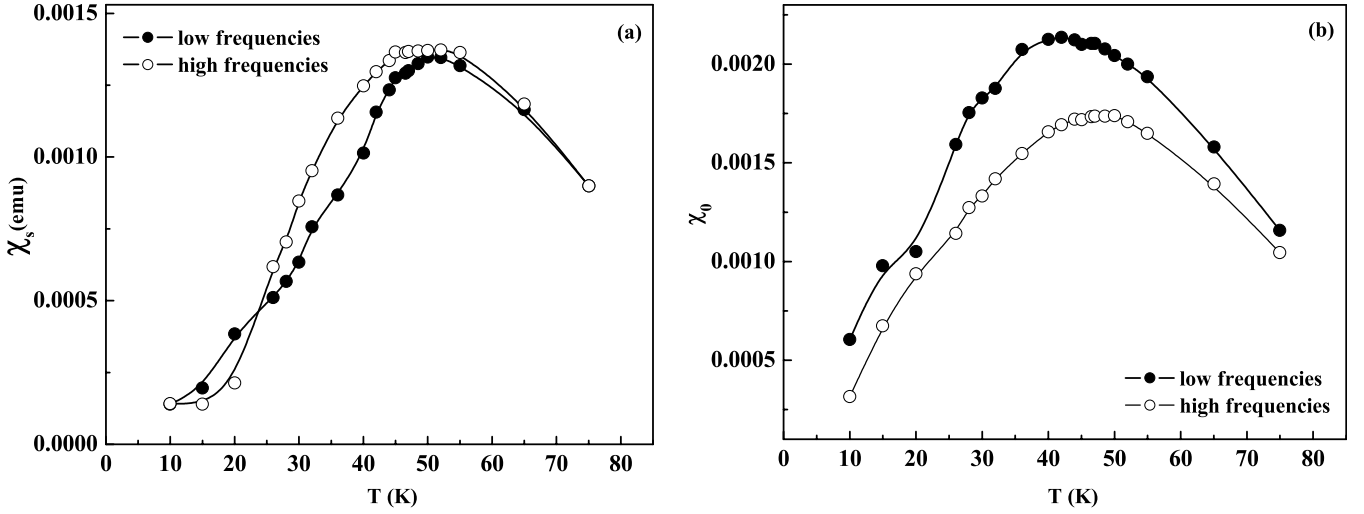 0.0015
0.0010
0.0005
0.0000
χs(emu)
low frequencies
high frequencies
(a)
0 10 20 30 40 50 60 70 80
T (K)
0.0020
0.0015
0.0010
0.0005
χ0
(b)
low frequencies
high frequencies
0 10 20 30 40 50 60 70 80
T (K)